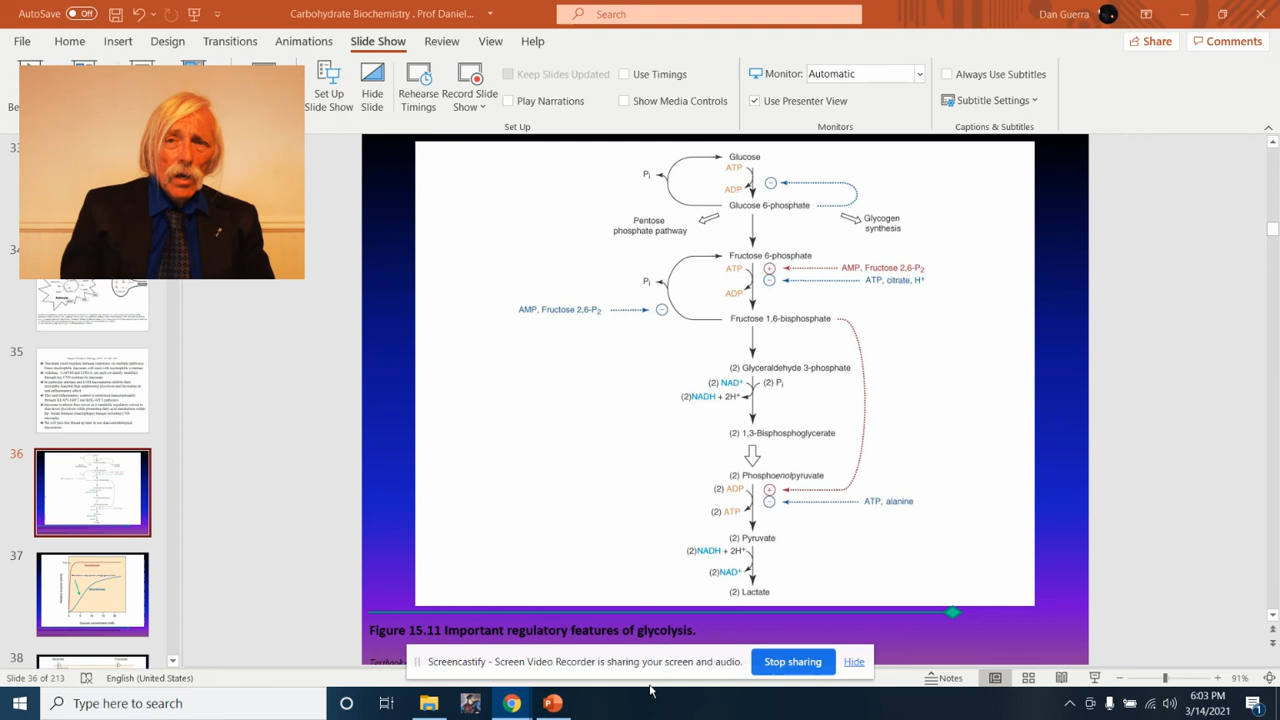 AutoSave Off
Carbohydrate Biochemistry . Prof Daniel...
Search
Dan Guerra
File Home Insert Design Transitions Animations Slide Show Review View Help
Share
Comments
Set Up
Slide Show
Hide
Slide
Rehearse
Timings
Record Slide
Show
Keep Slides Updated
Use Timings
Play Narrations
Show Media Controls
Set Up
Monitor: Automatic
Use Presenter View
Monitors
Always Use Subtitles
Subtitle Settings
Captions & Subtitles
34
35
36
37
38
Glucose
ATP
Pi
ADP
Glucose 6-phosphate
Pentose
phosphate pathway
Glycogen
synthesis
Fructose 6-phosphate
ATP
AMP, Fructose 2,6-P2
ATP, citrate, H+
Pi
ADP
AMP, Fructose 2,6-P2
Fructose 1,6-bisphosphate
(2) Glyceraldehyde 3-phosphate
(2) NAD+ (2) Pi
(2)NADH + 2H+
(2) 1,3-Bisphosphoglycerate
(2) Phosphoenolpyruvate
(2) ADP
ATP, alanine
(2) ATP
(2) Pyruvate
(2)NADH + 2H+
(2)NAD+
(2) Lactate
Figure 15.11 Important regulatory features of glycolysis.
Screencastify - Screen Video Recorder is sharing your screen and audio.
Stop sharing
Hide
Slide 36 of 213
English (United States)
Notes
91%
Type here to search
6:03 PM
3/14/2021